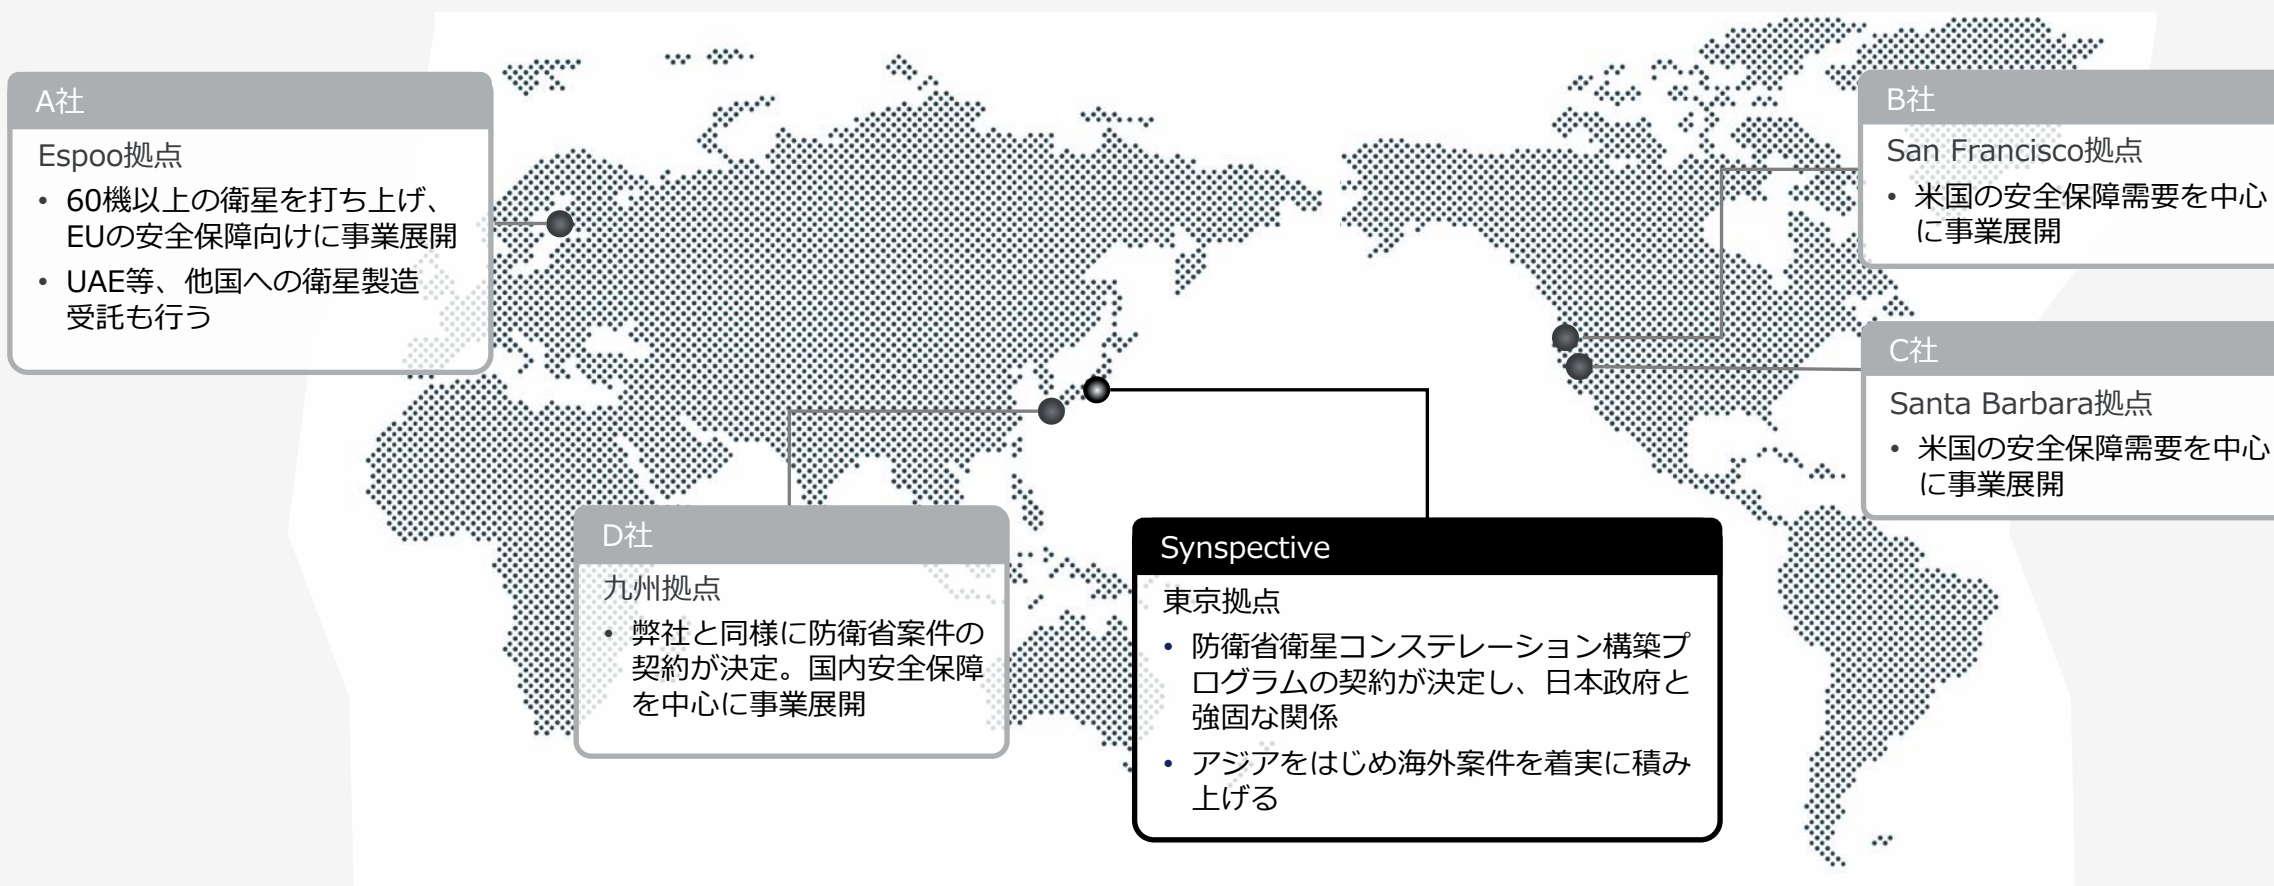 A社
Espoo拠点
• 60機以上の衛星を打ち上げ、
EUの安全保障向けに事業展開
• UAE等、他国への衛星製造
受託も行う
B社
San Francisco拠点
• 米国の安全保障需要を中心
に事業展開
C社
Santa Barbara拠点
• 米国の安全保障需要を中心
に事業展開
D社
九州拠点
• 弊社と同様に防衛省案件の
契約が決定。国内安全保障
を中心に事業展開
Synspective
東京拠点
• 防衛省衛星コンステレーション構築プ
ログラムの契約が決定し、日本政府と
強固な関係
• アジアをはじめ海外案件を着実に積み
上げる